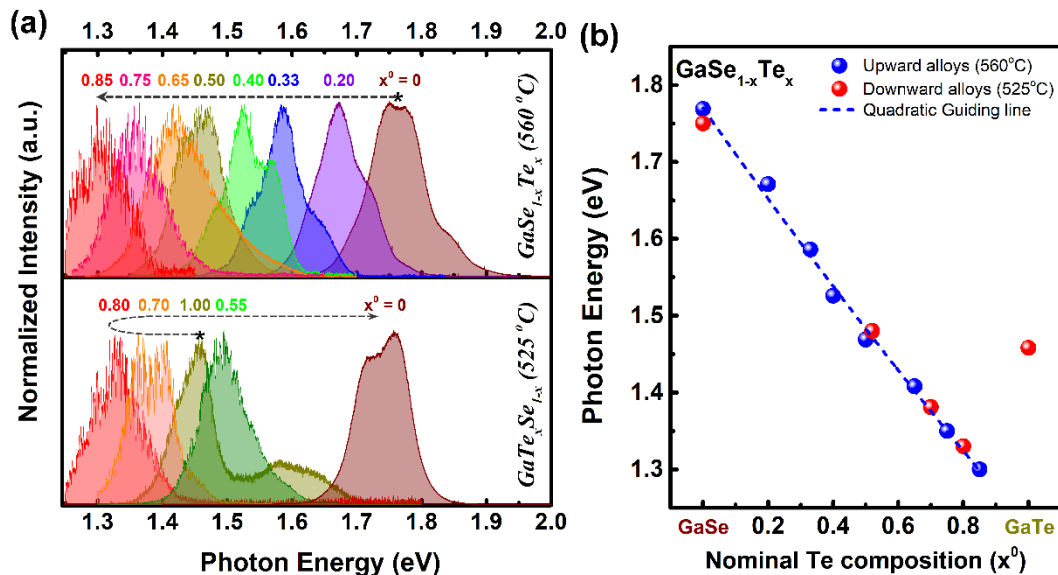 (a)
1.3 1.4 1.5 1.6 1.7 1.8 1.9 2.0
0.85 0.75 0.65 0.50 0.40 0.33 0.20 x⁰ = 0
*
GaSe₁₋ₓTeₓ (560 °C)
0.80 0.70 1.00 0.55 x⁰ = 0
*
GaTeₓSe₁₋ₓ (525 °C)
Normalized Intensity (a.u.)
1.3 1.4 1.5 1.6 1.7 1.8 1.9 2.0
Photon Energy (eV)
(b)
GaSe₁₋ₓTeₓ
Upward alloys (560°C)
Downward alloys (525°C)
Quadratic Guiding line
1.8
1.7
1.6
1.5
1.4
1.3
Photon Energy (eV)
GaSe 0.2 0.4 0.6 0.8 GaTe
Nominal Te composition (x⁰)